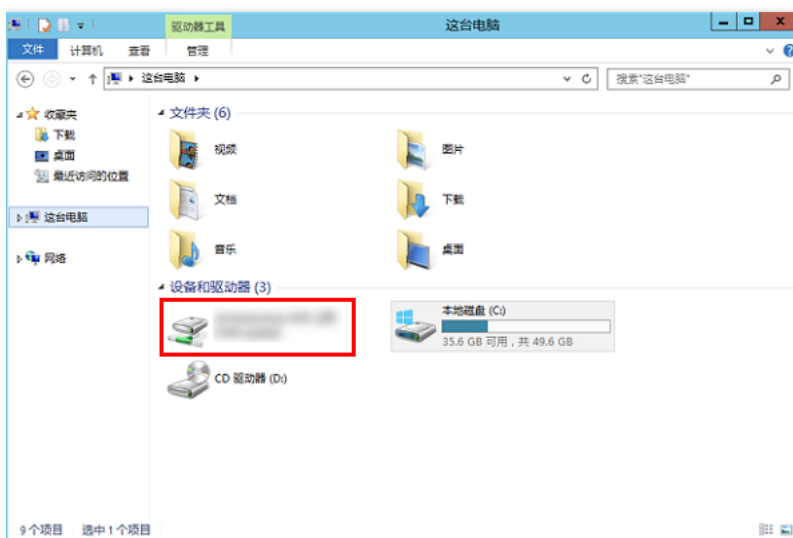 驱动器工具
这台电脑
文件 计算机 查看 管理
这台电脑
搜索"这台电脑"
收藏夹
下载
桌面
最近访问的位置
这台电脑
网络
文件夹 (6)
视频
图片
文档
下载
音乐
桌面
设备和驱动器 (3)
本地磁盘 (C:)
35.6 GB 可用，共 49.6 GB
CD 驱动器 (D:)
9 个项目 选中 1 个项目